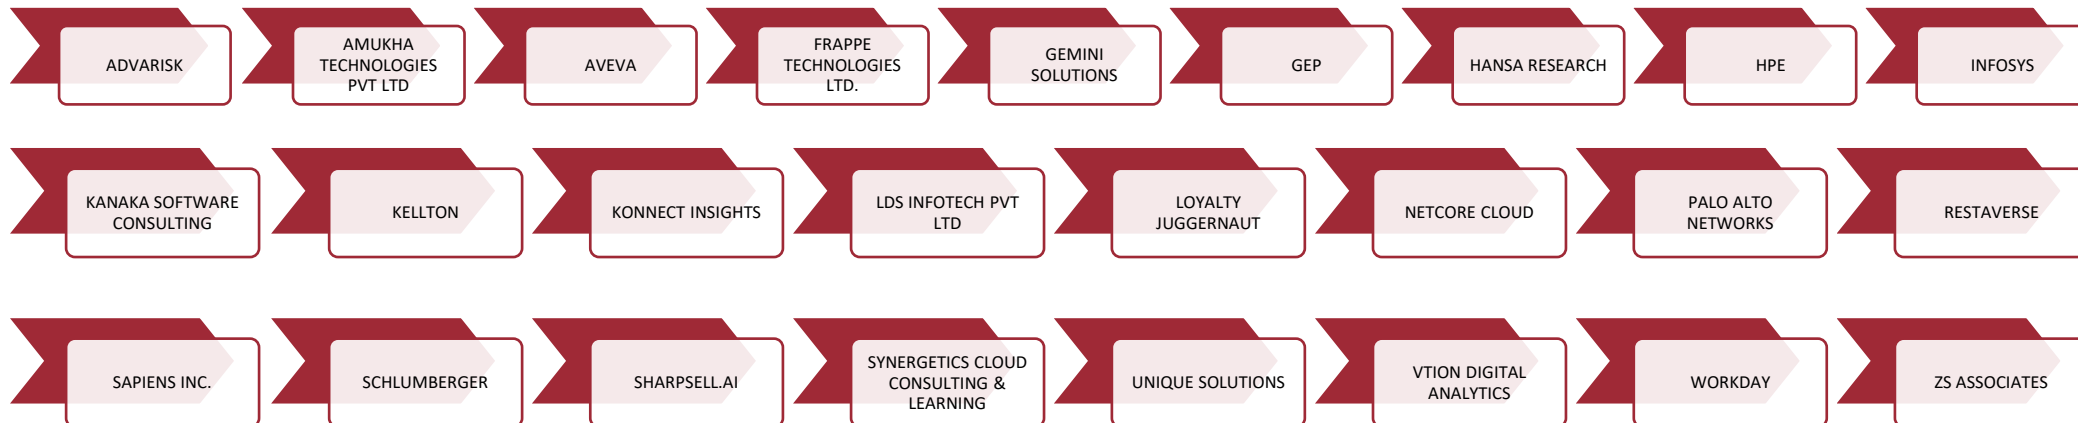 ADVARISK
AMUKHA
TECHNOLOGIES
PVT LTD
AVEVA
FRAPPE
TECHNOLOGIES
LTD.
GEMINI
SOLUTIONS
GEP
HANSA RESEARCH
HPE
INFOSYS
KANAKA SOFTWARE
CONSULTING
KELLTON
KONNECT INSIGHTS
LDS INFOTECH PVT
LTD
LOYALTY
JUGGERNAUT
NETCORE CLOUD
PALO ALTO
NETWORKS
RESTAVERSE
SAPIENS INC.
SCHLUMBERGER
SHARPSELL.AI
SYNERGETICS CLOUD
CONSULTING &
LEARNING
UNIQUE SOLUTIONS
VTION DIGITAL
ANALYTICS
WORKDAY
ZS ASSOCIATES